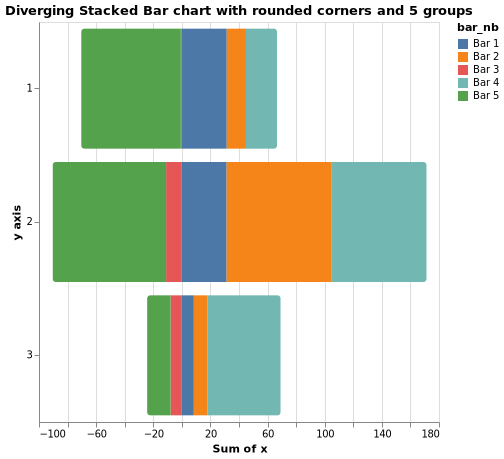 Diverging Stacked Bar chart with rounded corners and 5 groups
bar_nb
Bar 1
Bar 2
Bar 3
Bar 4
Bar 5
y axis
1
2
3
−100 −60 −20 20 60 100 140 180
Sum of x